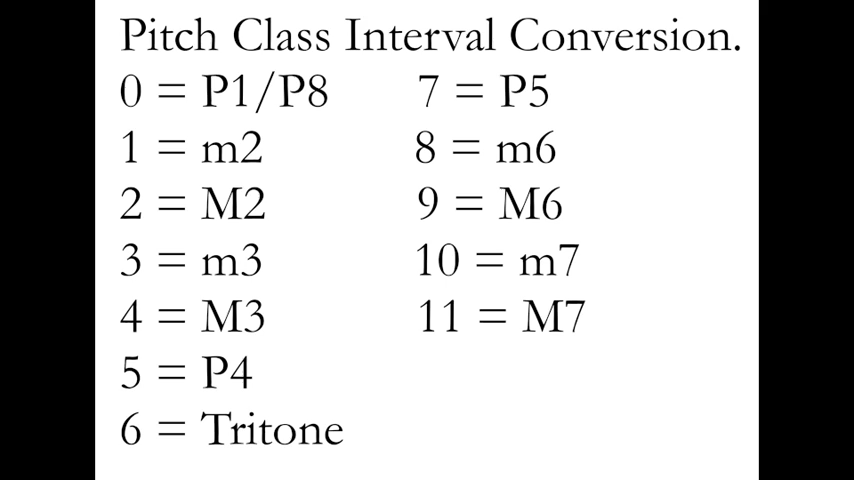 Pitch Class Interval Conversion.
0 = P1/P8
1 = m2
2 = M2
3 = m3
4 = M3
5 = P4
6 = Tritone
7 = P5
8 = m6
9 = M6
10 = m7
11 = M7